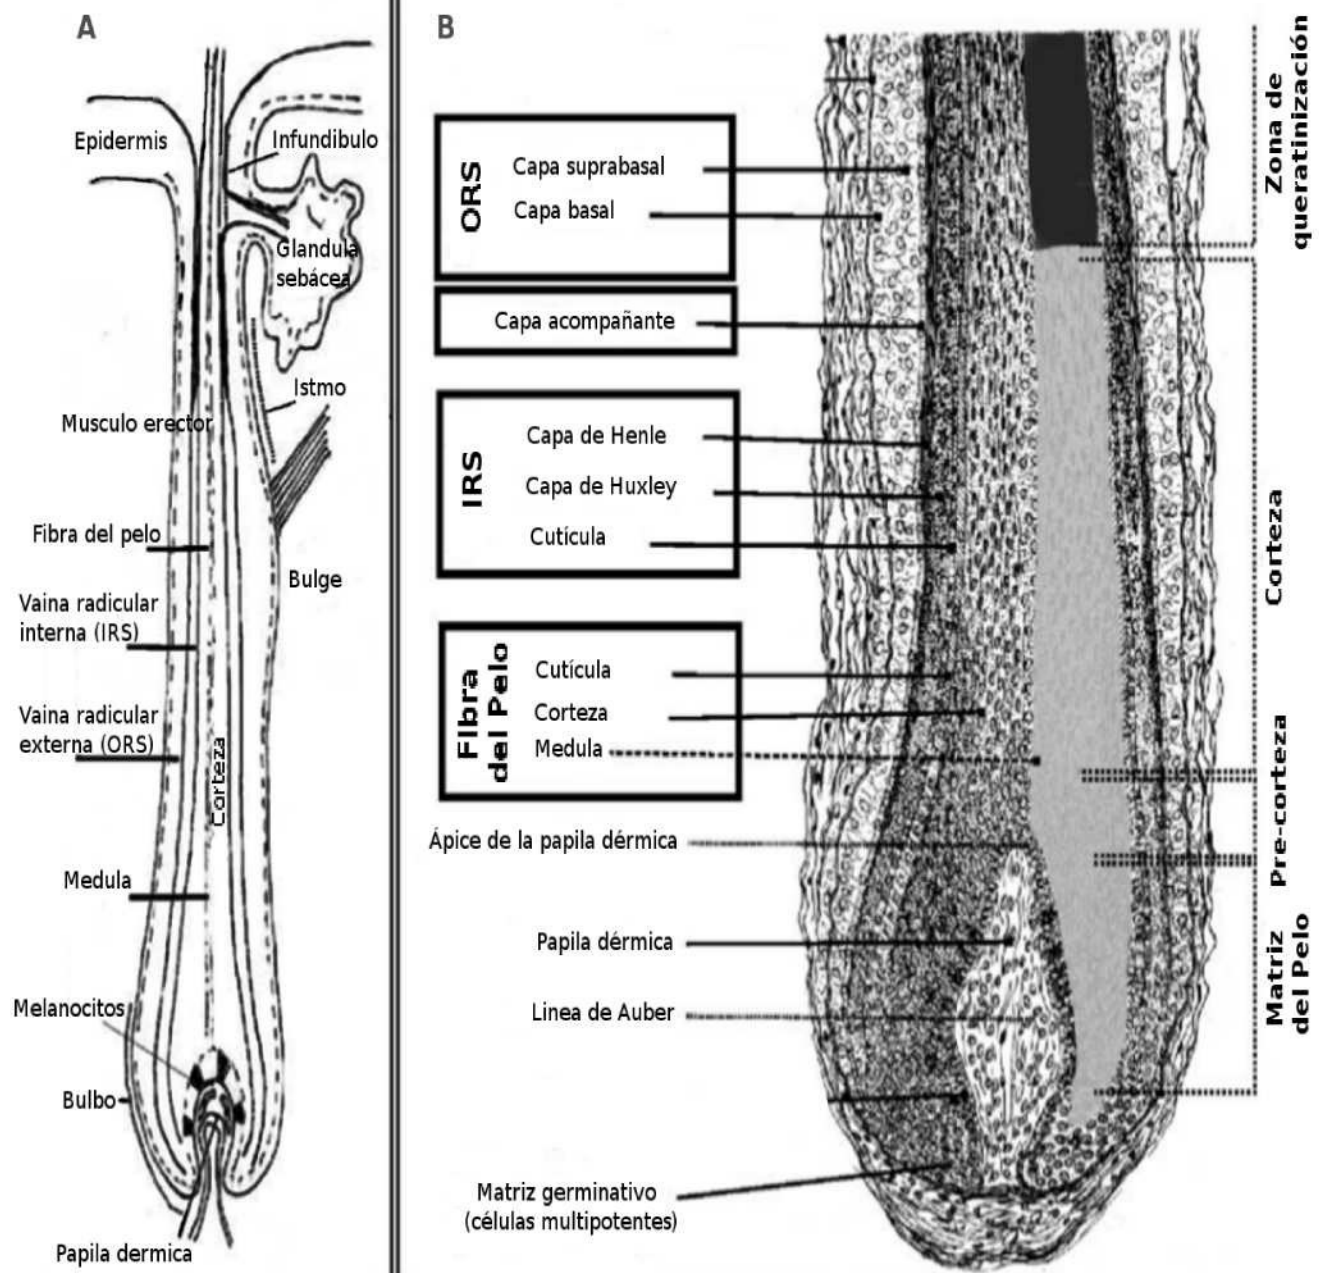 A
Epidermis
Infundibulo
Glandula
sebácea
Istmo
Musculo erector
Fibra del pelo
Bulge
Vaina radicular
interna (IRS)
Vaina radicular
externa (ORS)
Corteza
Medula
Melanocitos
Bulbo
Papila dermica
B
ORS
Capa suprabasal
Capa basal
Capa acompañante
IRS
Capa de Henle
Capa de Huxley
Cutícula
FIbra
del Pelo
Cutícula
Corteza
Medula
Ápice de la papila dérmica
Papila dérmica
Linea de Auber
Matriz germinativo
(células multipotentes)
Zona de
queratinización
Corteza
Pre-corteza
Matriz
del Pelo